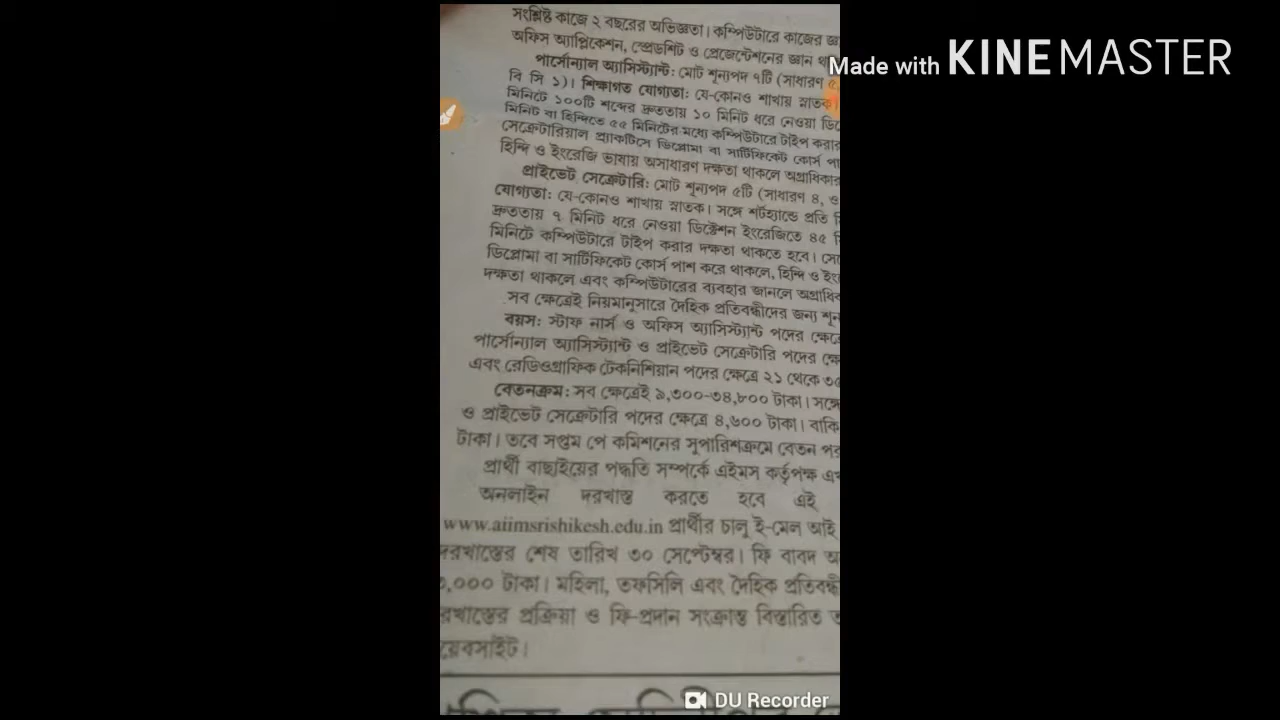 সংশ্লিষ্ট কাজে ২ বছরের অভিজ্ঞতা। কম্পিউটারে কাজের
অফিস অ্যাপ্লিকেশন, স্প্রেডশিট ও প্রেজেন্টেশনের জ্ঞান
Made with KINEMASTER
পার্সোন্যাল অ্যাসিস্ট্যান্ট: মোট শূন্যপদ ৭টি (সাধারণ ৫,
বি সি ১)। শিক্ষাগত যোগ্যতা: যে-কোনও শাখায় স্নাতক।
মিনিটে ১০০টি শব্দের দ্রুততায় ১০ মিনিট ধরে নেওয়া
মিনিট বা হিন্দিতে ৫৫ মিনিটের মধ্যে কম্পিউটারে টাইপ করার
সেক্রেটারিয়াল প্র্যাকটিসে ডিপ্লোমা বা সার্টিফিকেট কোর্স
হিন্দি ও ইংরেজি ভাষায় অসাধারণ দক্ষতা থাকলে অগ্রাধিকার
প্রাইভেট সেক্রেটারি: মোট শূন্যপদ ৫টি (সাধারণ ৪, ও
যোগ্যতা: যে-কোনও শাখায় স্নাতক। সঙ্গে শর্টহ্যান্ডে প্রতি
দ্রুততায় ৭ মিনিট ধরে নেওয়া ডিক্টেশন ইংরেজিতে ৪৫
মিনিটে কম্পিউটারে টাইপ করার দক্ষতা থাকতে হবে। সে
ডিপ্লোমা বা সার্টিফিকেট কোর্স পাশ করে থাকলে, হিন্দি ও ইং
দক্ষতা থাকলে এবং কম্পিউটারের ব্যবহার জানলে অগ্রাধি
সব ক্ষেত্রেই নিয়মানুসারে দৈহিক প্রতিবন্ধীদের জন্য শূ
বয়স: স্টাফ নার্স ও অফিস অ্যাসিস্ট্যান্ট পদের ক্ষেত্রে
পার্সোন্যাল অ্যাসিস্ট্যান্ট ও প্রাইভেট সেক্রেটারি পদের ক্ষে
এবং রেডিওগ্রাফিক টেকনিশিয়ান পদের ক্ষেত্রে ২১ থেকে ৩৫
বেতনক্রম: সব ক্ষেত্রেই ৯,৩০০-৩৪,৮০০ টাকা। সঙ্গে
ও প্রাইভেট সেক্রেটারি পদের ক্ষেত্রে ৪,৬০০ টাকা। বাকি
টাকা। তবে সপ্তম পে কমিশনের সুপারিশক্রমে বেতন পর
প্রার্থী বাছাইয়ের পদ্ধতি সম্পর্কে এইমস কর্তৃপক্ষ এ
অনলাইন দরখাস্ত করতে হবে এই
www.aiimsrishikesh.edu.in প্রার্থীর চালু ই-মেল আই
দরখাস্তের শেষ তারিখ ৩০ সেপ্টেম্বর। ফি বাবদ অ
,০০০ টাকা। মহিলা, তফসিলি এবং দৈহিক প্রতিবন্ধী
রখাস্তের প্রক্রিয়া ও ফি-প্রদান সংক্রান্ত বিস্তারিত ত
য়েবসাইট।
DU Recorder